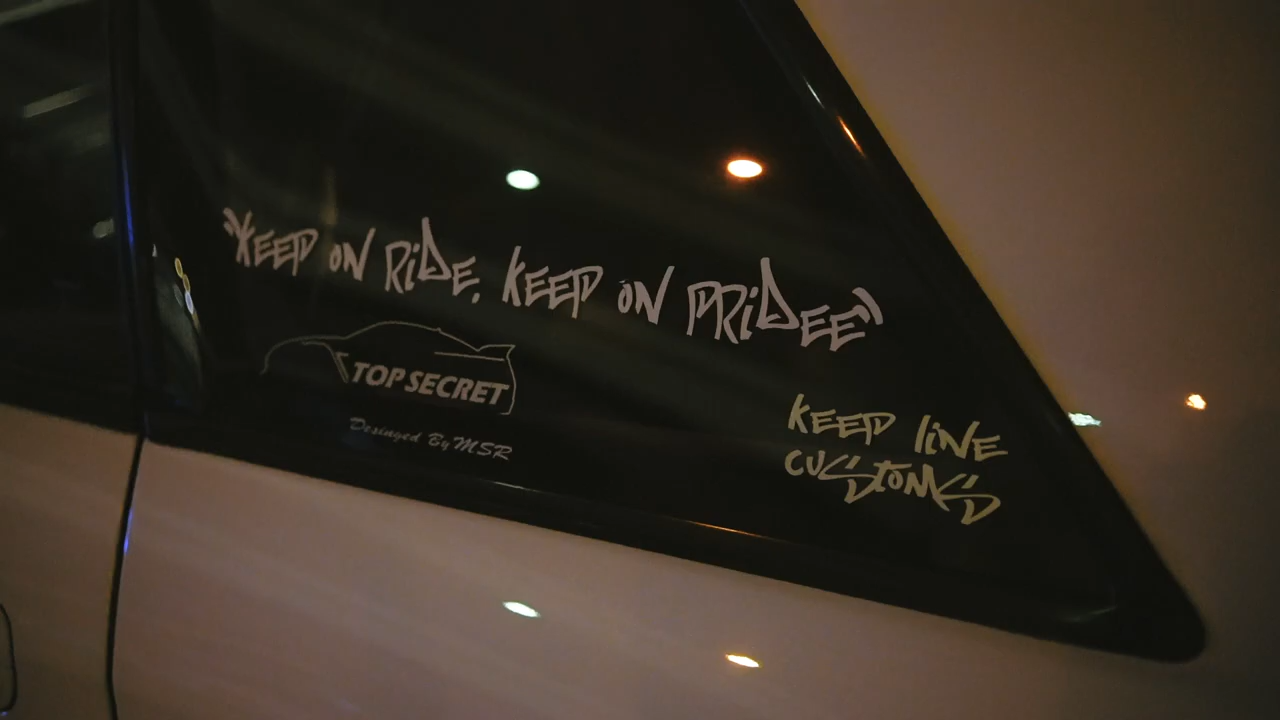 "KEEP ON RiDE. KEEP ON PRiDEE"
TOP SECRET
Desinged By MSR
KEEP LiNE
CUSTOMS